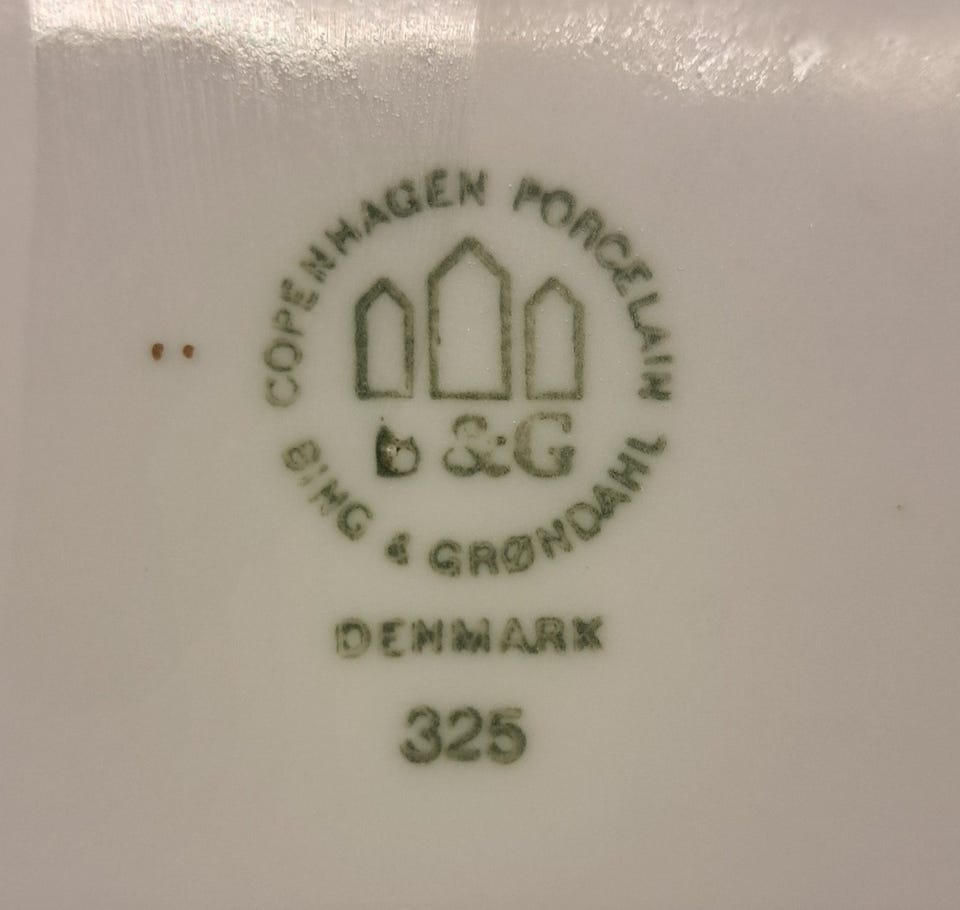 COPENHAGEN PORCELAIN
B&G
BING & GRØNDAHL
DENMARK
325